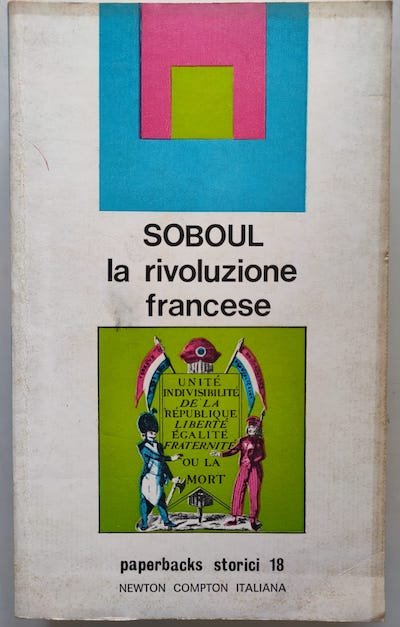 SOBOUL
la rivoluzione
francese
UNITÉ
INDIVISIBILITÉ
DE LA
RÉPUBLIQUE
LIBERTÉ
ÉGALITÉ
FRATERNITÉ
OU LA
MORT
paperbacks storici 18
NEWTON COMPTON ITALIANA